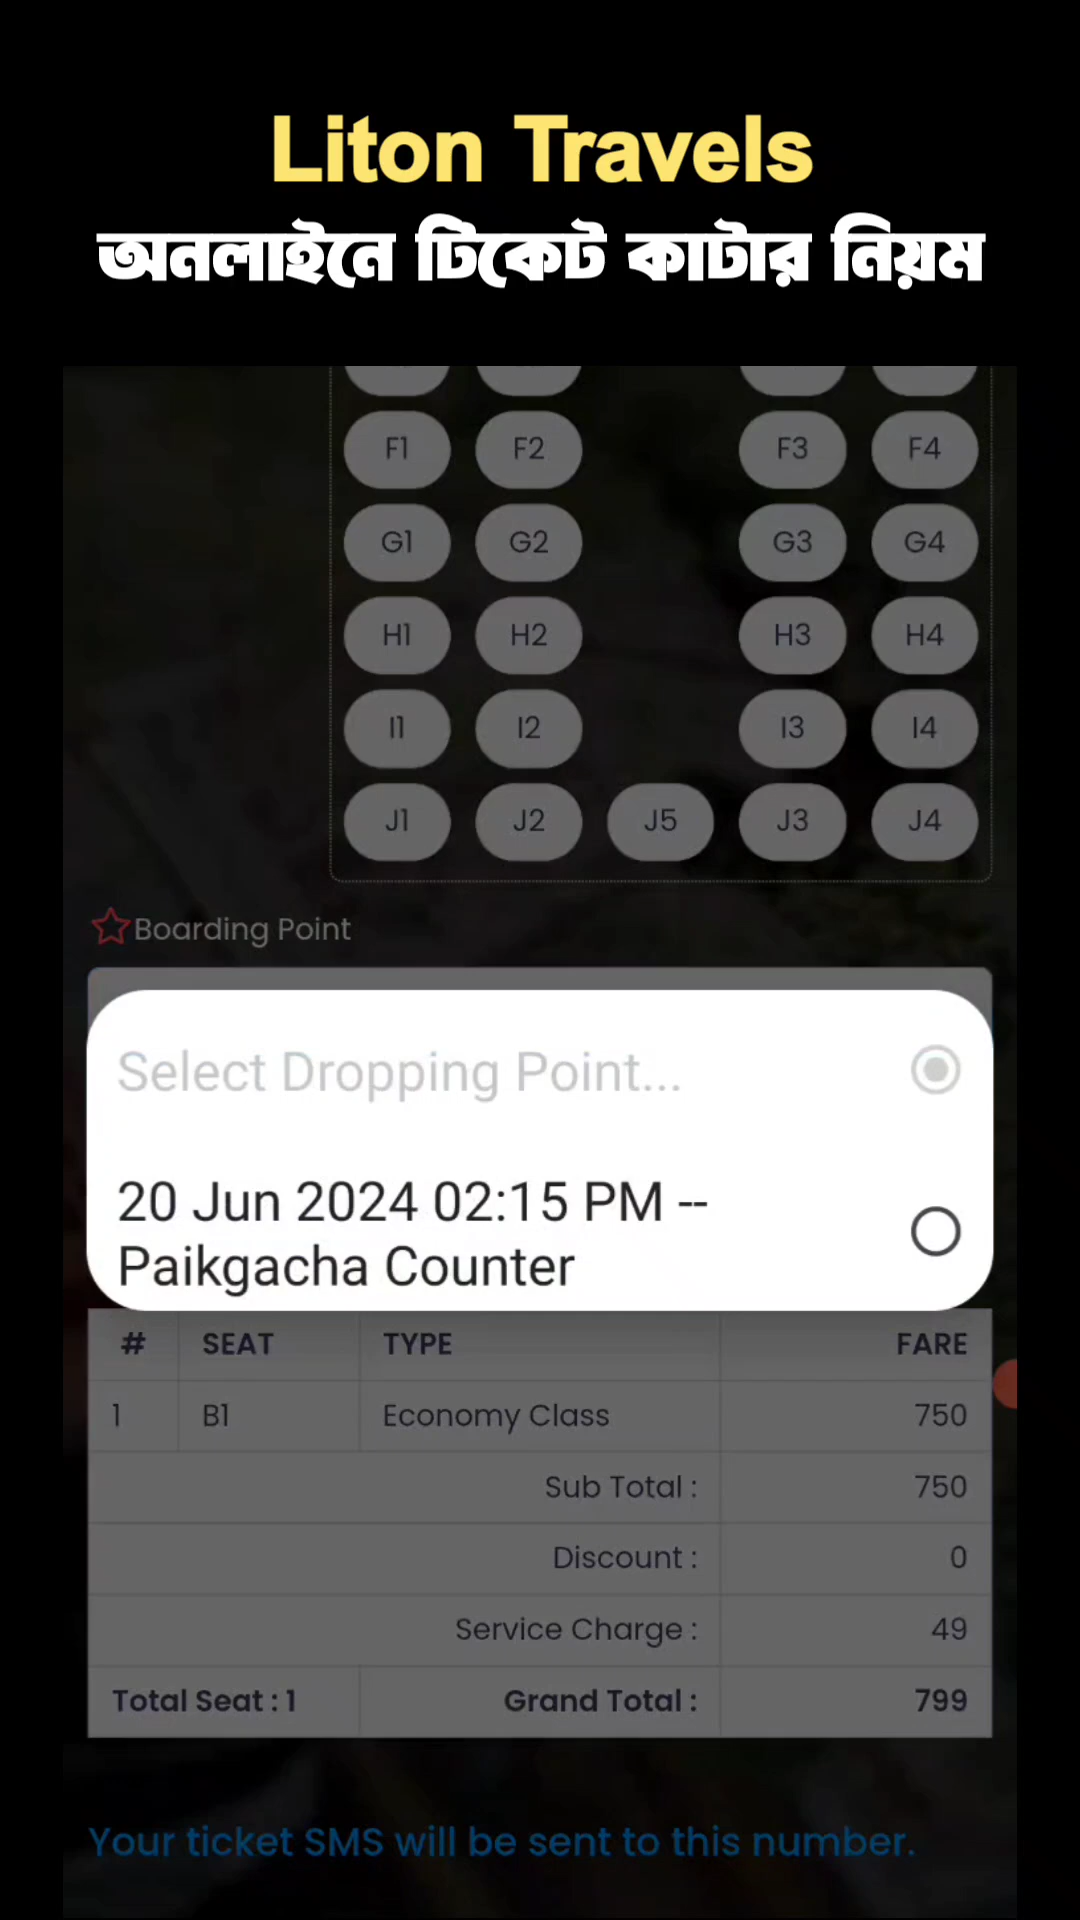 Liton Travels
অনলাইনে টিকেট কাটার নিয়ম
F1 F2 F3 F4
G1 G2 G3 G4
H1 H2 H3 H4
I1 I2 I3 I4
J1 J2 J5 J3 J4
Boarding Point
Select Dropping Point...
20 Jun 2024 02:15 PM --
Paikgacha Counter
# SEAT TYPE FARE
1 B1 Economy Class 750
Sub Total : 750
Discount : 0
Service Charge : 49
Total Seat : 1 Grand Total : 799
Your ticket SMS will be sent to this number.